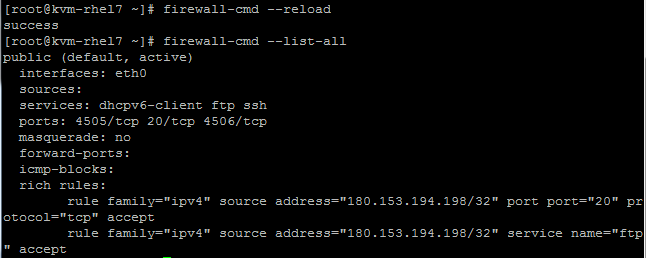 [root@kvm-rhel7 ~]# firewall-cmd --reload
success
[root@kvm-rhel7 ~]# firewall-cmd --list-all
public (default, active)
  interfaces: eth0
  sources:
  services: dhcpv6-client ftp ssh
  ports: 4505/tcp 20/tcp 4506/tcp
  masquerade: no
  forward-ports:
  icmp-blocks:
  rich rules:
        rule family="ipv4" source address="180.153.194.198/32" port port="20" pr
otocol="tcp" accept
        rule family="ipv4" source address="180.153.194.198/32" service name="ftp
" accept